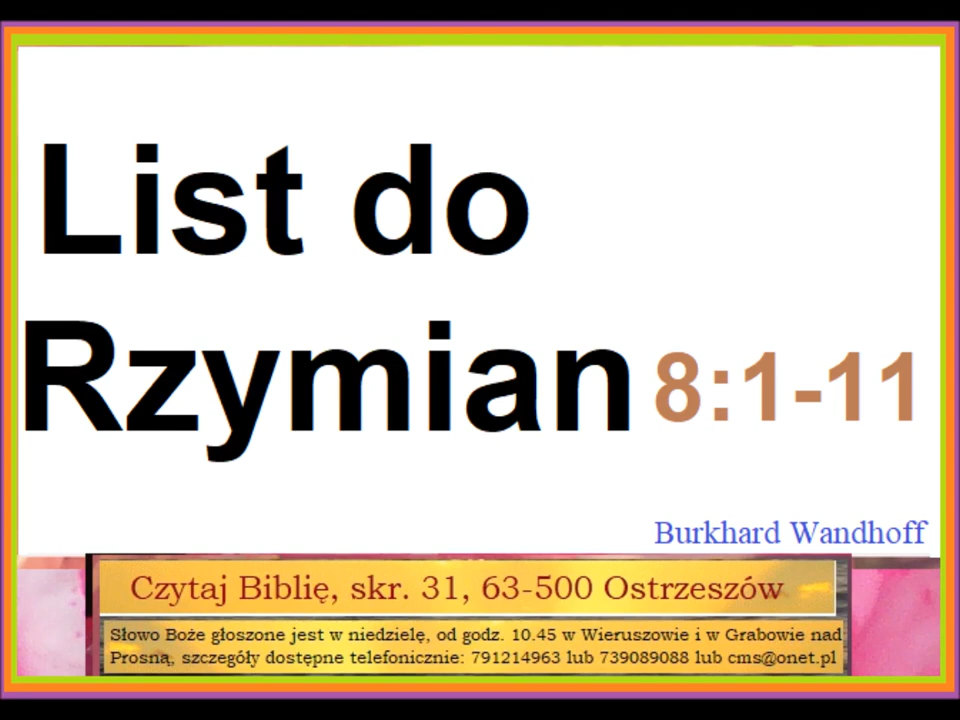 List do
Rzymian 8:1-11
Burkhard Wandhoff
Czytaj Biblię, skr. 31, 63-500 Ostrzeszów
Słowo Boże głoszone jest w niedzielę, od godz. 10.45 w Wieruszowie i w Grabowie nad
Prosną, szczegóły dostępne telefonicznie: 791214963 lub 739089088 lub cms@onet.pl